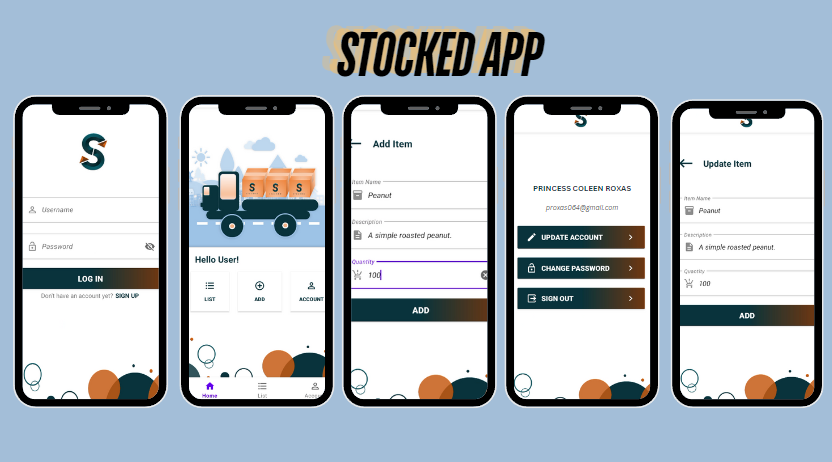 STOCKED APP
S
Username
Password
LOG IN
Don't have an account yet? SIGN UP
S S S
Hello User!
LIST
ADD
ACCOUNT
Home
List
Add Item
Item Name
Peanut
Description
A simple roasted peanut.
Quantity
100
ADD
PRINCESS COLEEN ROXAS
proxas064@gmail.com
UPDATE ACCOUNT
CHANGE PASSWORD
SIGN OUT
Update Item
Item Name
Peanut
Description
A simple roasted peanut.
Quantity
100
ADD